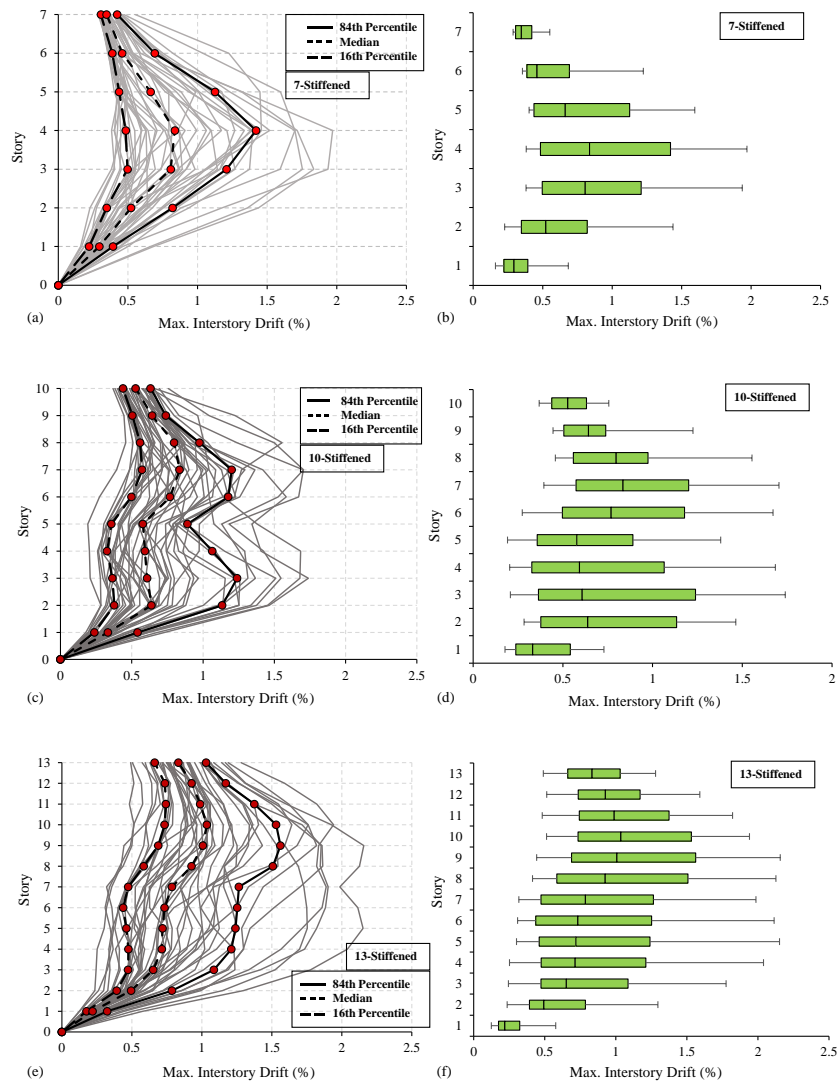 7
6
5
4
3
2
1
0
Story
84th Percentile
Median
16th Percentile
7-Stiffened
0 0.5 1 1.5 2 2.5
Max. Interstory Drift (%)
(a)
7-Stiffened
7
6
5
4
3
2
1
Story
0 0.5 1 1.5 2 2.5
Max. Interstory Drift (%)
(b)
10
9
8
7
6
5
4
3
2
1
0
Story
84th Percentile
Median
16th Percentile
10-Stiffened
0 0.5 1 1.5 2 2.5
Max. Interstory Drift (%)
(c)
10-Stiffened
10
9
8
7
6
5
4
3
2
1
Story
0 0.5 1 1.5 2
Max. Interstory Drift (%)
(d)
13
12
11
10
9
8
7
6
5
4
3
2
1
0
Story
13-Stiffened
84th Percentile
Median
16th Percentile
0 0.5 1 1.5 2 2.5
Max. Interstory Drift (%)
(e)
13-Stiffened
13
12
11
10
9
8
7
6
5
4
3
2
1
Story
0 0.5 1 1.5 2 2.5
Max. Interstory Drift (%)
(f)